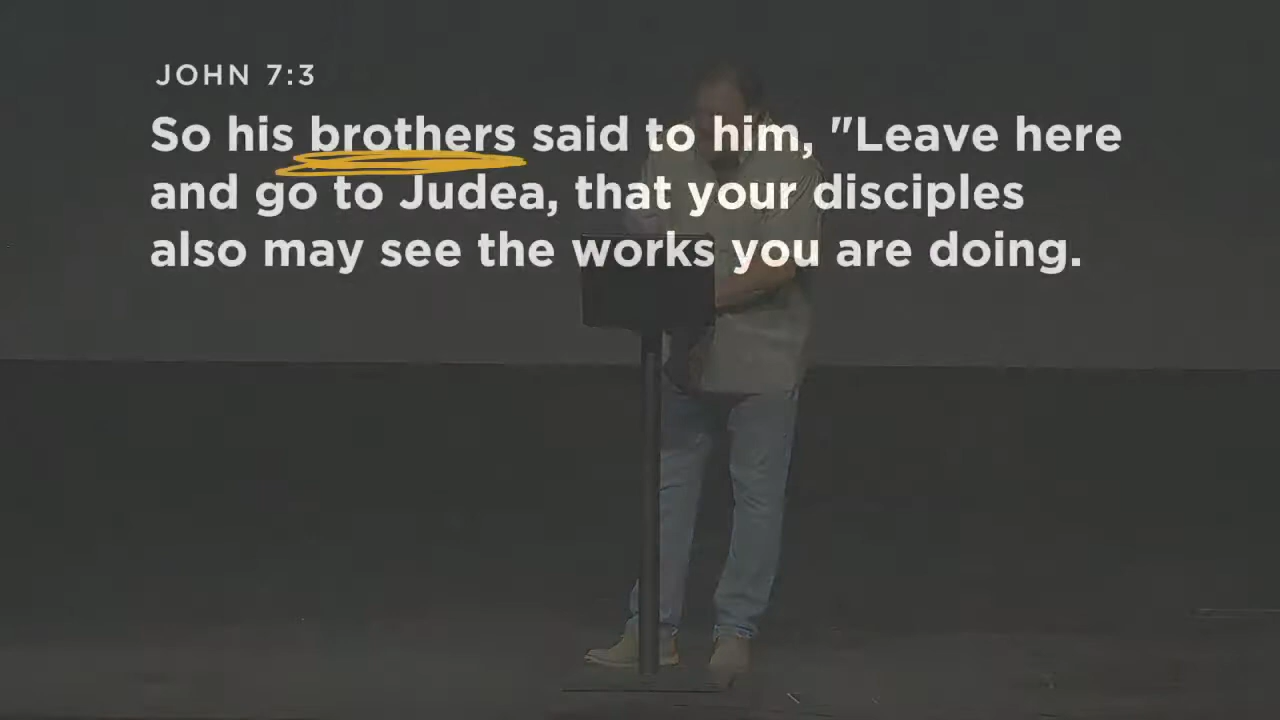 JOHN 7:3
So his brothers said to him, "Leave here
and go to Judea, that your disciples
also may see the works you are doing.